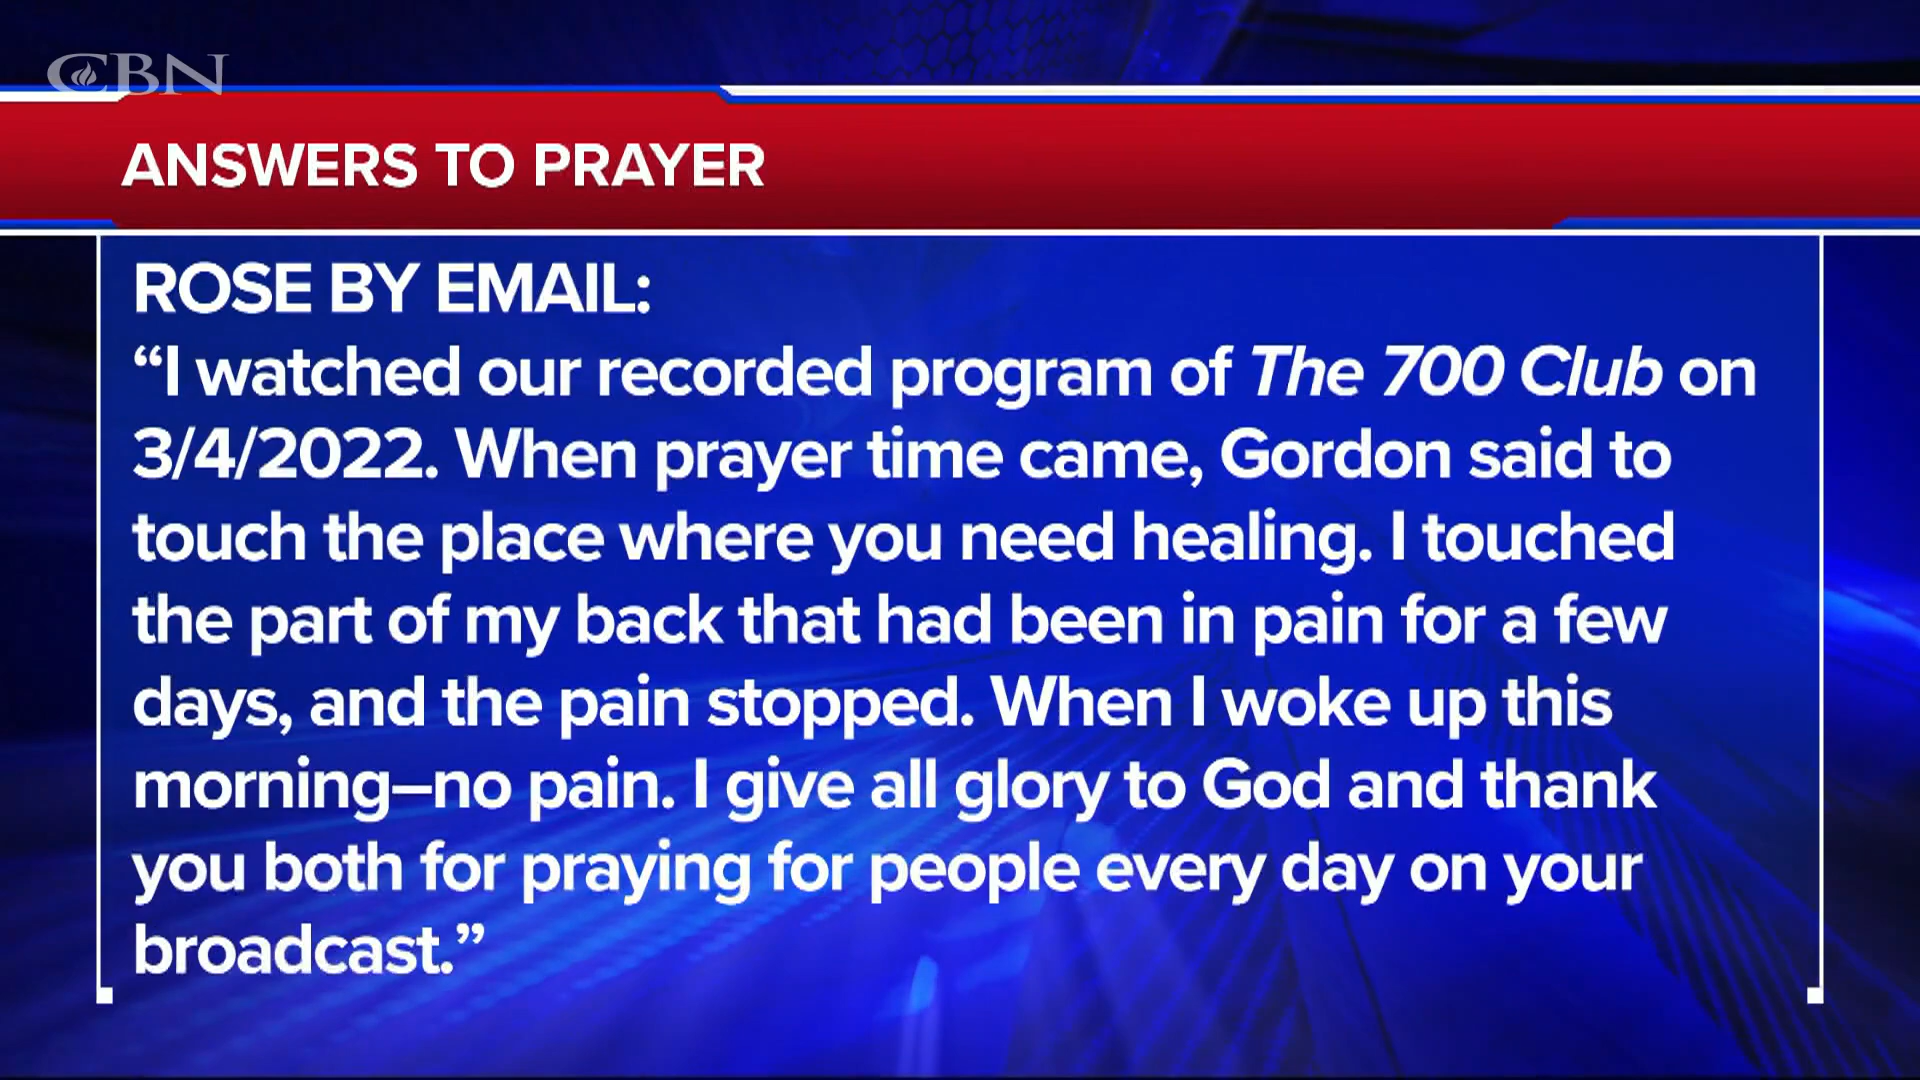 CBN
ANSWERS TO PRAYER
ROSE BY EMAIL:
“I watched our recorded program of The 700 Club on
3/4/2022. When prayer time came, Gordon said to
touch the place where you need healing. I touched
the part of my back that had been in pain for a few
days, and the pain stopped. When I woke up this
morning–no pain. I give all glory to God and thank
you both for praying for people every day on your
broadcast.”